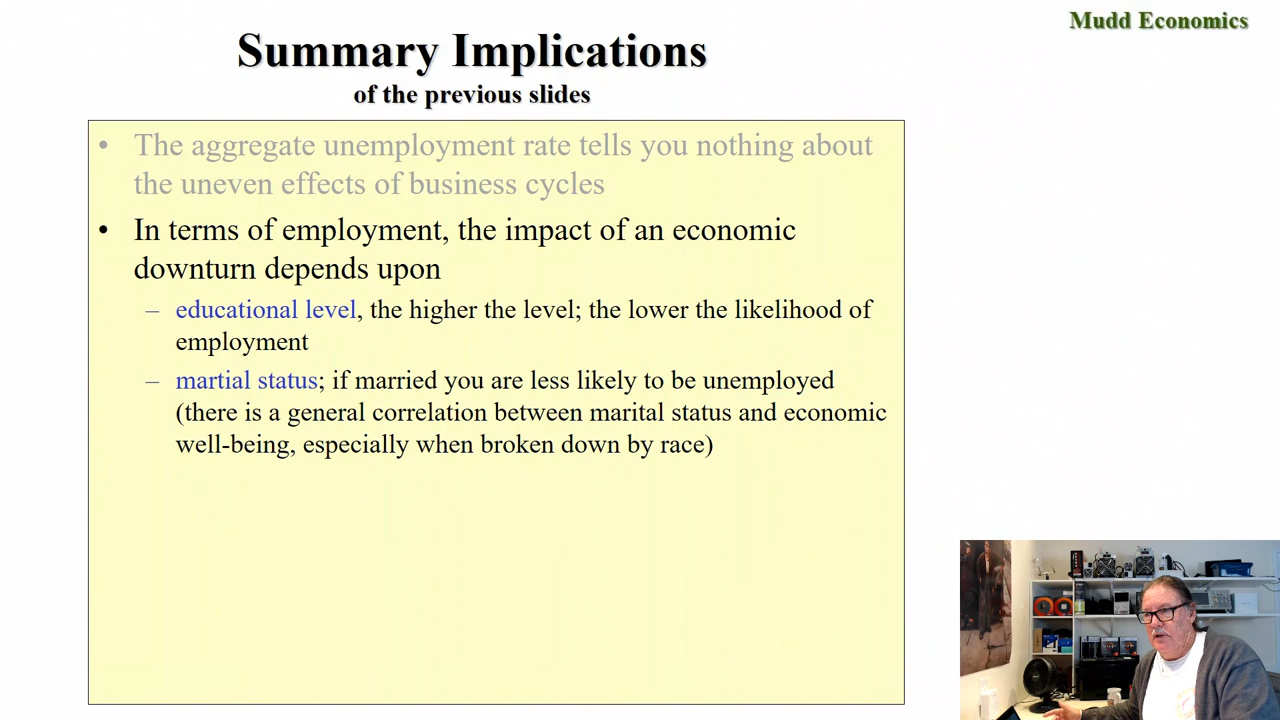 Mudd Economics
Summary Implications
of the previous slides
• The aggregate unemployment rate tells you nothing about
the uneven effects of business cycles
• In terms of employment, the impact of an economic
downturn depends upon
– educational level, the higher the level; the lower the likelihood of
employment
– martial status; if married you are less likely to be unemployed
(there is a general correlation between marital status and economic
well-being, especially when broken down by race)